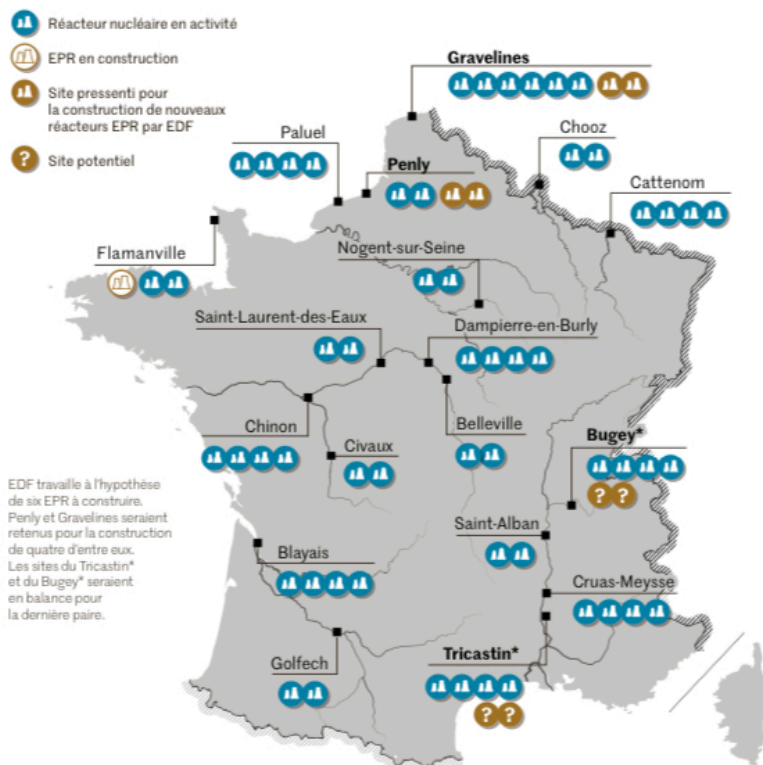 Réacteur nucléaire en activité
EPR en construction
Site pressenti pour
la construction de nouveaux
réacteurs EPR par EDF
?
Site potentiel
Gravelines
Paluel
Penly
Chooz
Cattenom
Flamanville
Nogent-sur-Seine
Saint-Laurent-des-Eaux
Dampierre-en-Burly
Chinon
Civaux
Belleville
Bugey*
? ?
EDF travaille à l'hypothèse
de six EPR à construire.
Penly et Gravelines seraient
retenus pour la construction
de quatre d'entre eux.
Les sites du Tricastin*
et du Bugey* seraient
en balance pour
la dernière paire.
Saint-Alban
Blayais
Cruas-Meysse
Golfech
Tricastin*
? ?